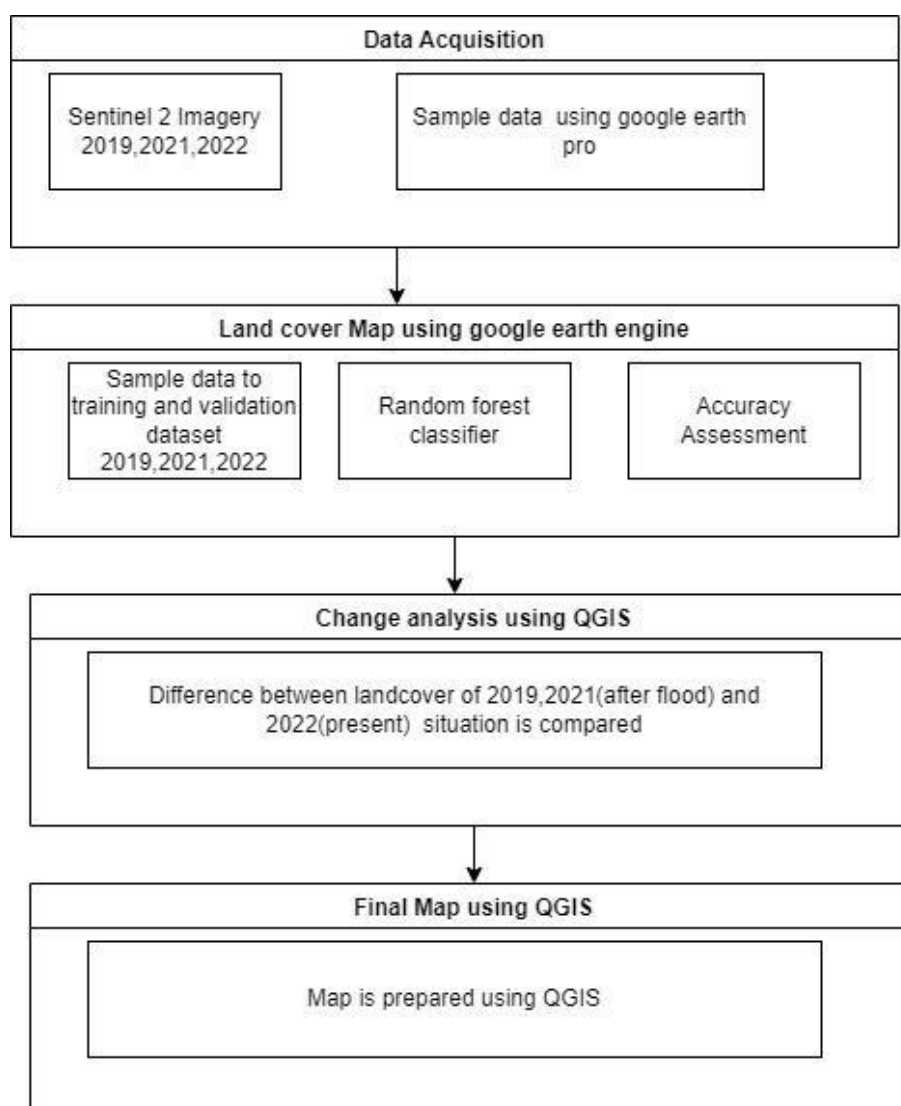 Data Acquisition
Sentinel 2 Imagery
2019,2021,2022
Sample data using google earth
pro
Land cover Map using google earth engine
Sample data to
training and validation
dataset
2019,2021,2022
Random forest
classifier
Accuracy
Assessment
Change analysis using QGIS
Difference between landcover of 2019,2021(after flood) and
2022(present) situation is compared
Final Map using QGIS
Map is prepared using QGIS